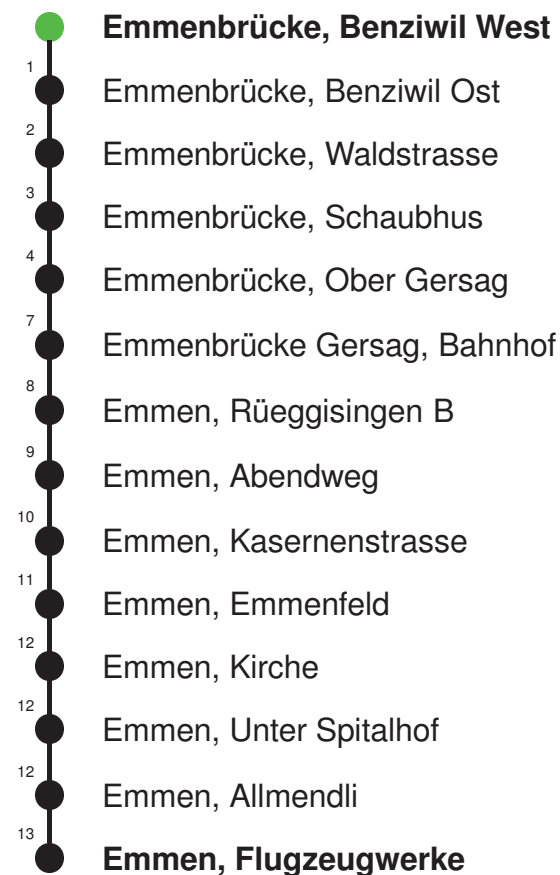 Emmenbrücke, Benziwil West
1
Emmenbrücke, Benziwil Ost
2
Emmenbrücke, Waldstrasse
3
Emmenbrücke, Schaubhus
4
Emmenbrücke, Ober Gersag
7
Emmenbrücke Gersag, Bahnhof
8
Emmen, Rüeggisingen B
9
Emmen, Abendweg
10
Emmen, Kasernenstrasse
11
Emmen, Emmenfeld
12
Emmen, Kirche
12
Emmen, Unter Spitalhof
12
Emmen, Allmendli
13
Emmen, Flugzeugwerke